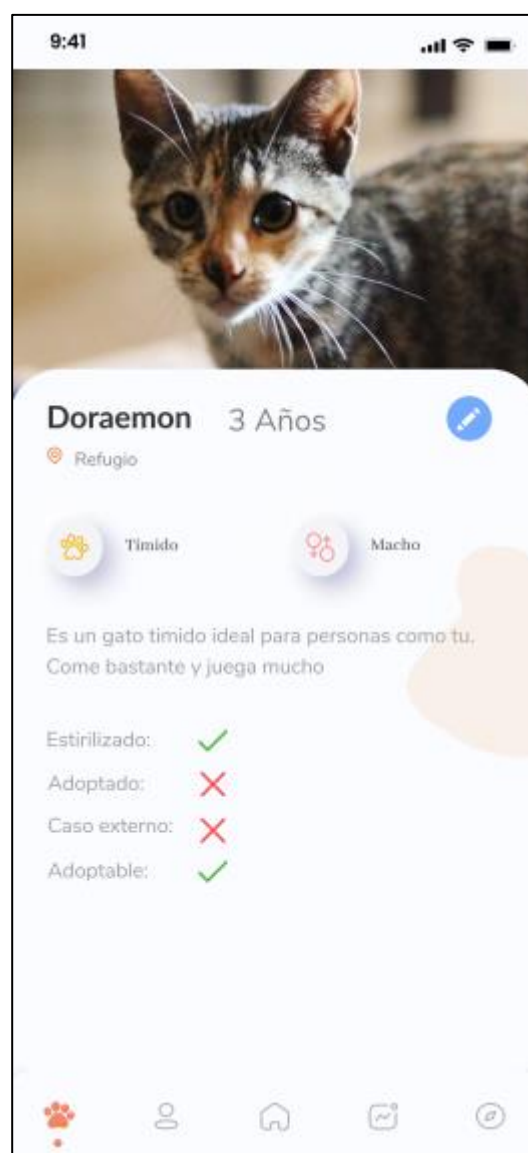 9:41
Doraemon 3 Años
Refugio
Timido Macho
Es un gato timido ideal para personas como tu.
Come bastante y juega mucho
Estirilizado:
Adoptado:
Caso externo:
Adoptable: